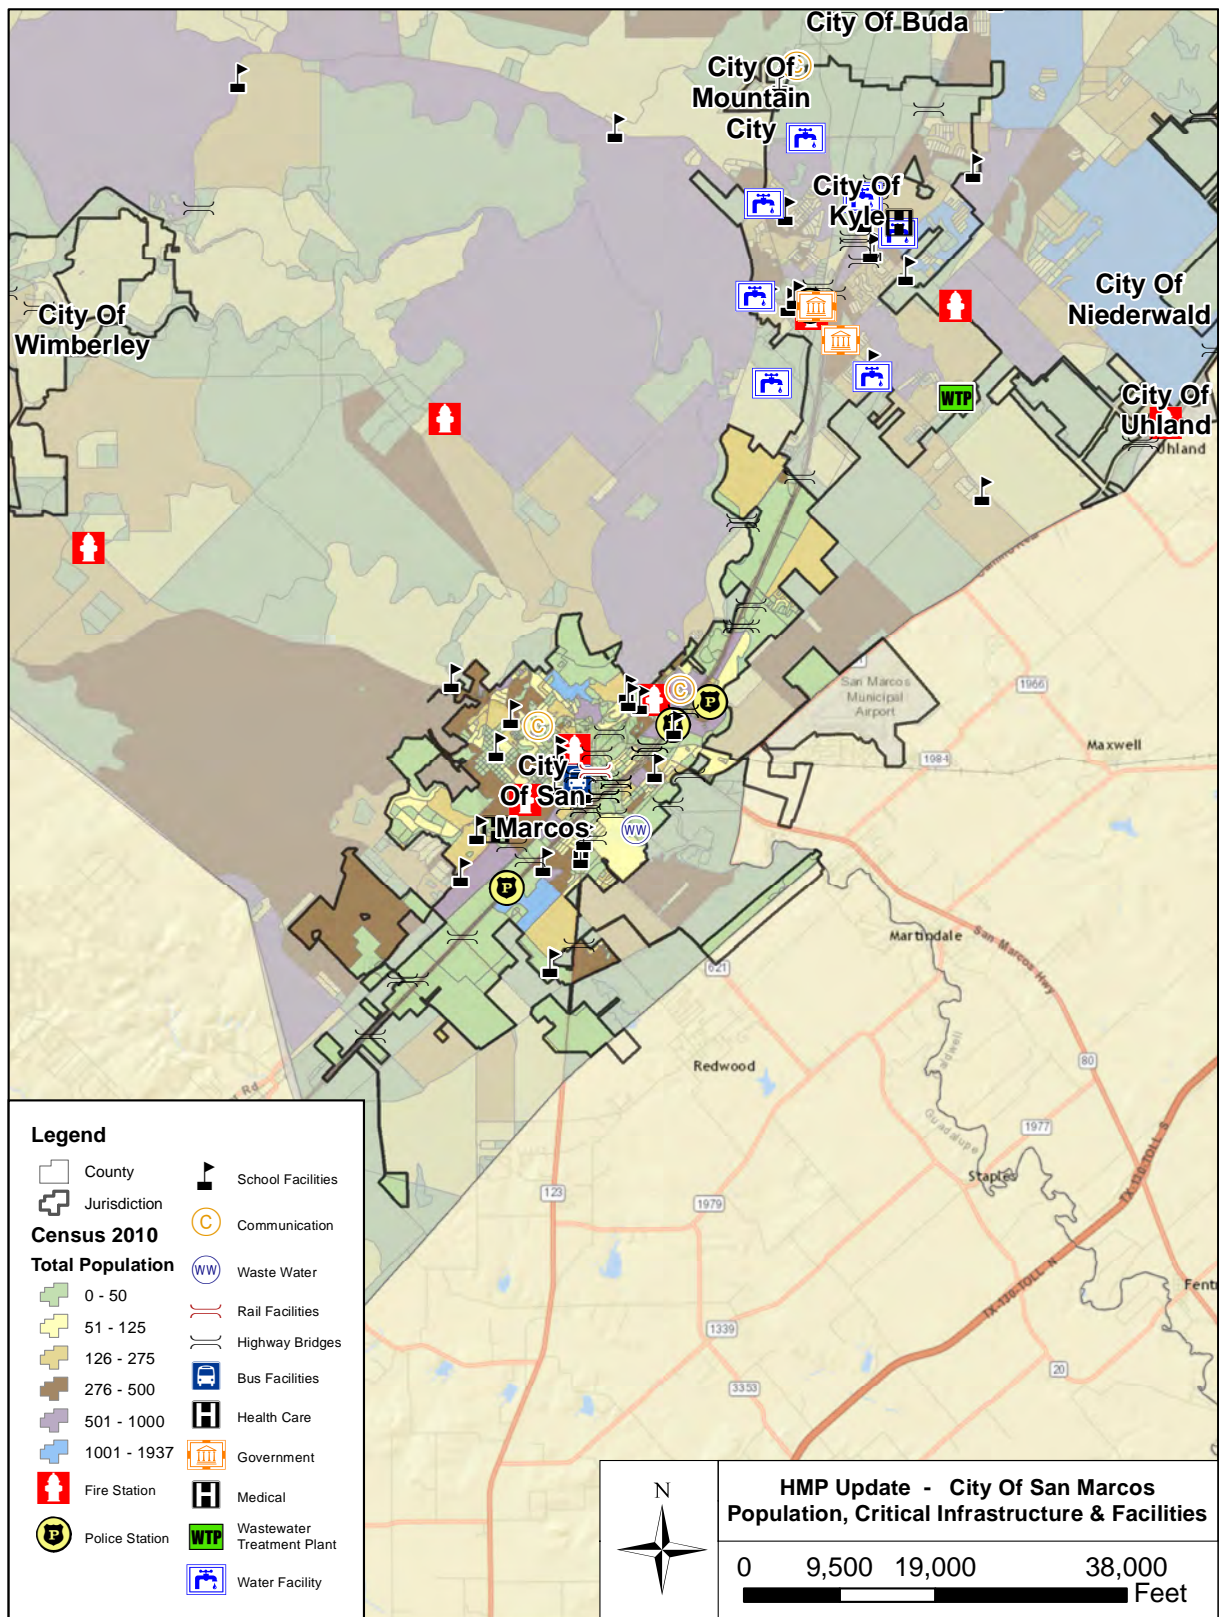 City Of Buda
City Of
Mountain
City
City Of
Kyle
City Of
Niederwald
City Of
Wimberley
City Of
Uhland
Uhland
WTP
San Marcos
Municipal
Airport
1966
Maxwell
1984
C
P
C
City
Of San
Marcos
WW
P
Martindale
San Marcos Hwy
621
Redwood
Caldwell
Guadalupe
80
1977
Staples
TX-130-TOLL S
123
1979
TX-130-TOLL N
Fent
1339
20
3353
Rd
Legend
County
Jurisdiction
Census 2010
Total Population
0 - 50
51 - 125
126 - 275
276 - 500
501 - 1000
1001 - 1937
Fire Station
P
Police Station
School Facilities
C
Communication
WW
Waste Water
Rail Facilities
Highway Bridges
Bus Facilities
H
Health Care
Government
H
Medical
WTP
Wastewater
Treatment Plant
Water Facility
N
HMP Update - City Of San Marcos
Population, Critical Infrastructure & Facilities
0 9,500 19,000 38,000
Feet